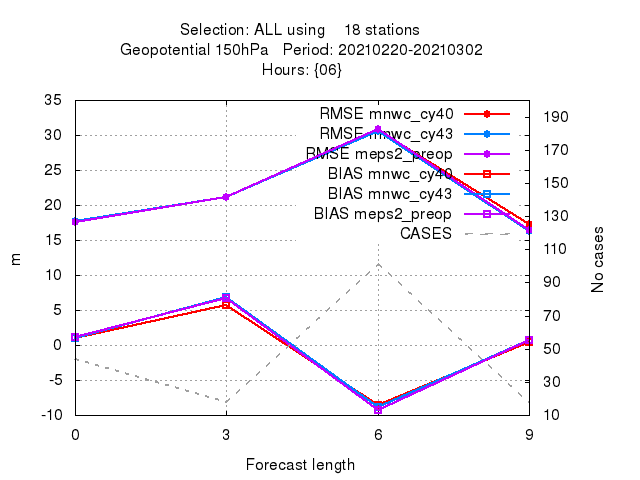 Selection: ALL using 18 stations
Geopotential 150hPa Period: 20210220-20210302
Hours: {06}
35
30
25
20
15
10
5
0
-5
-10
m
RMSE mnwc_cy40
RMSE mnwc_cy43
RMSE meps2_preop
BIAS mnwc_cy40
BIAS mnwc_cy43
BIAS meps2_preop
CASES
190
170
150
130
110
90
70
50
30
10
No cases
0 3 6 9
Forecast length